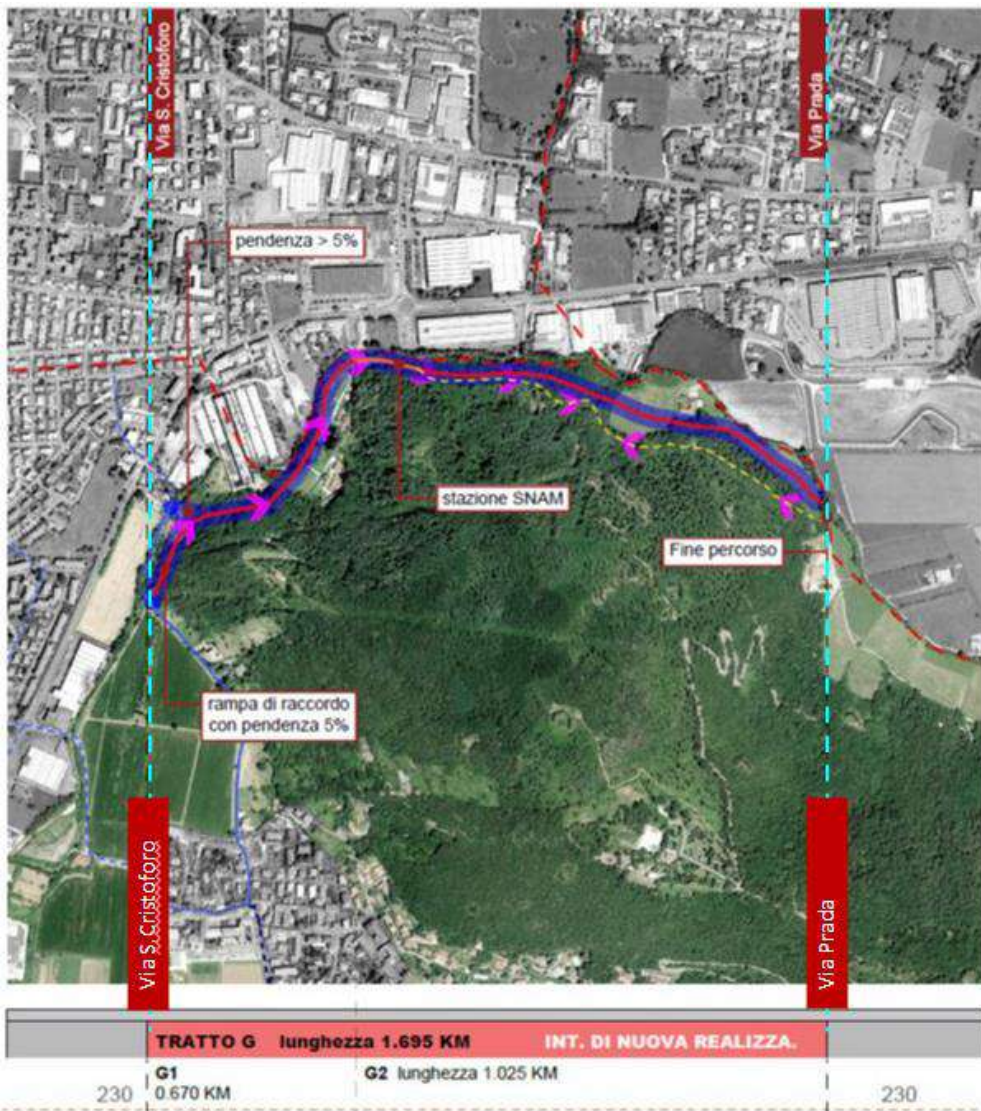 Via S. Cristoforo
Via Prada
pendenza > 5%
stazione SNAM
Fine percorso
rampa di raccordo
con pendenza 5%
Via S. Cristoforo
Via Prada
TRATTO G lunghezza 1.695 KM INT. DI NUOVA REALIZZA.
G1 G2 lunghezza 1.025 KM
230 0.670 KM 230